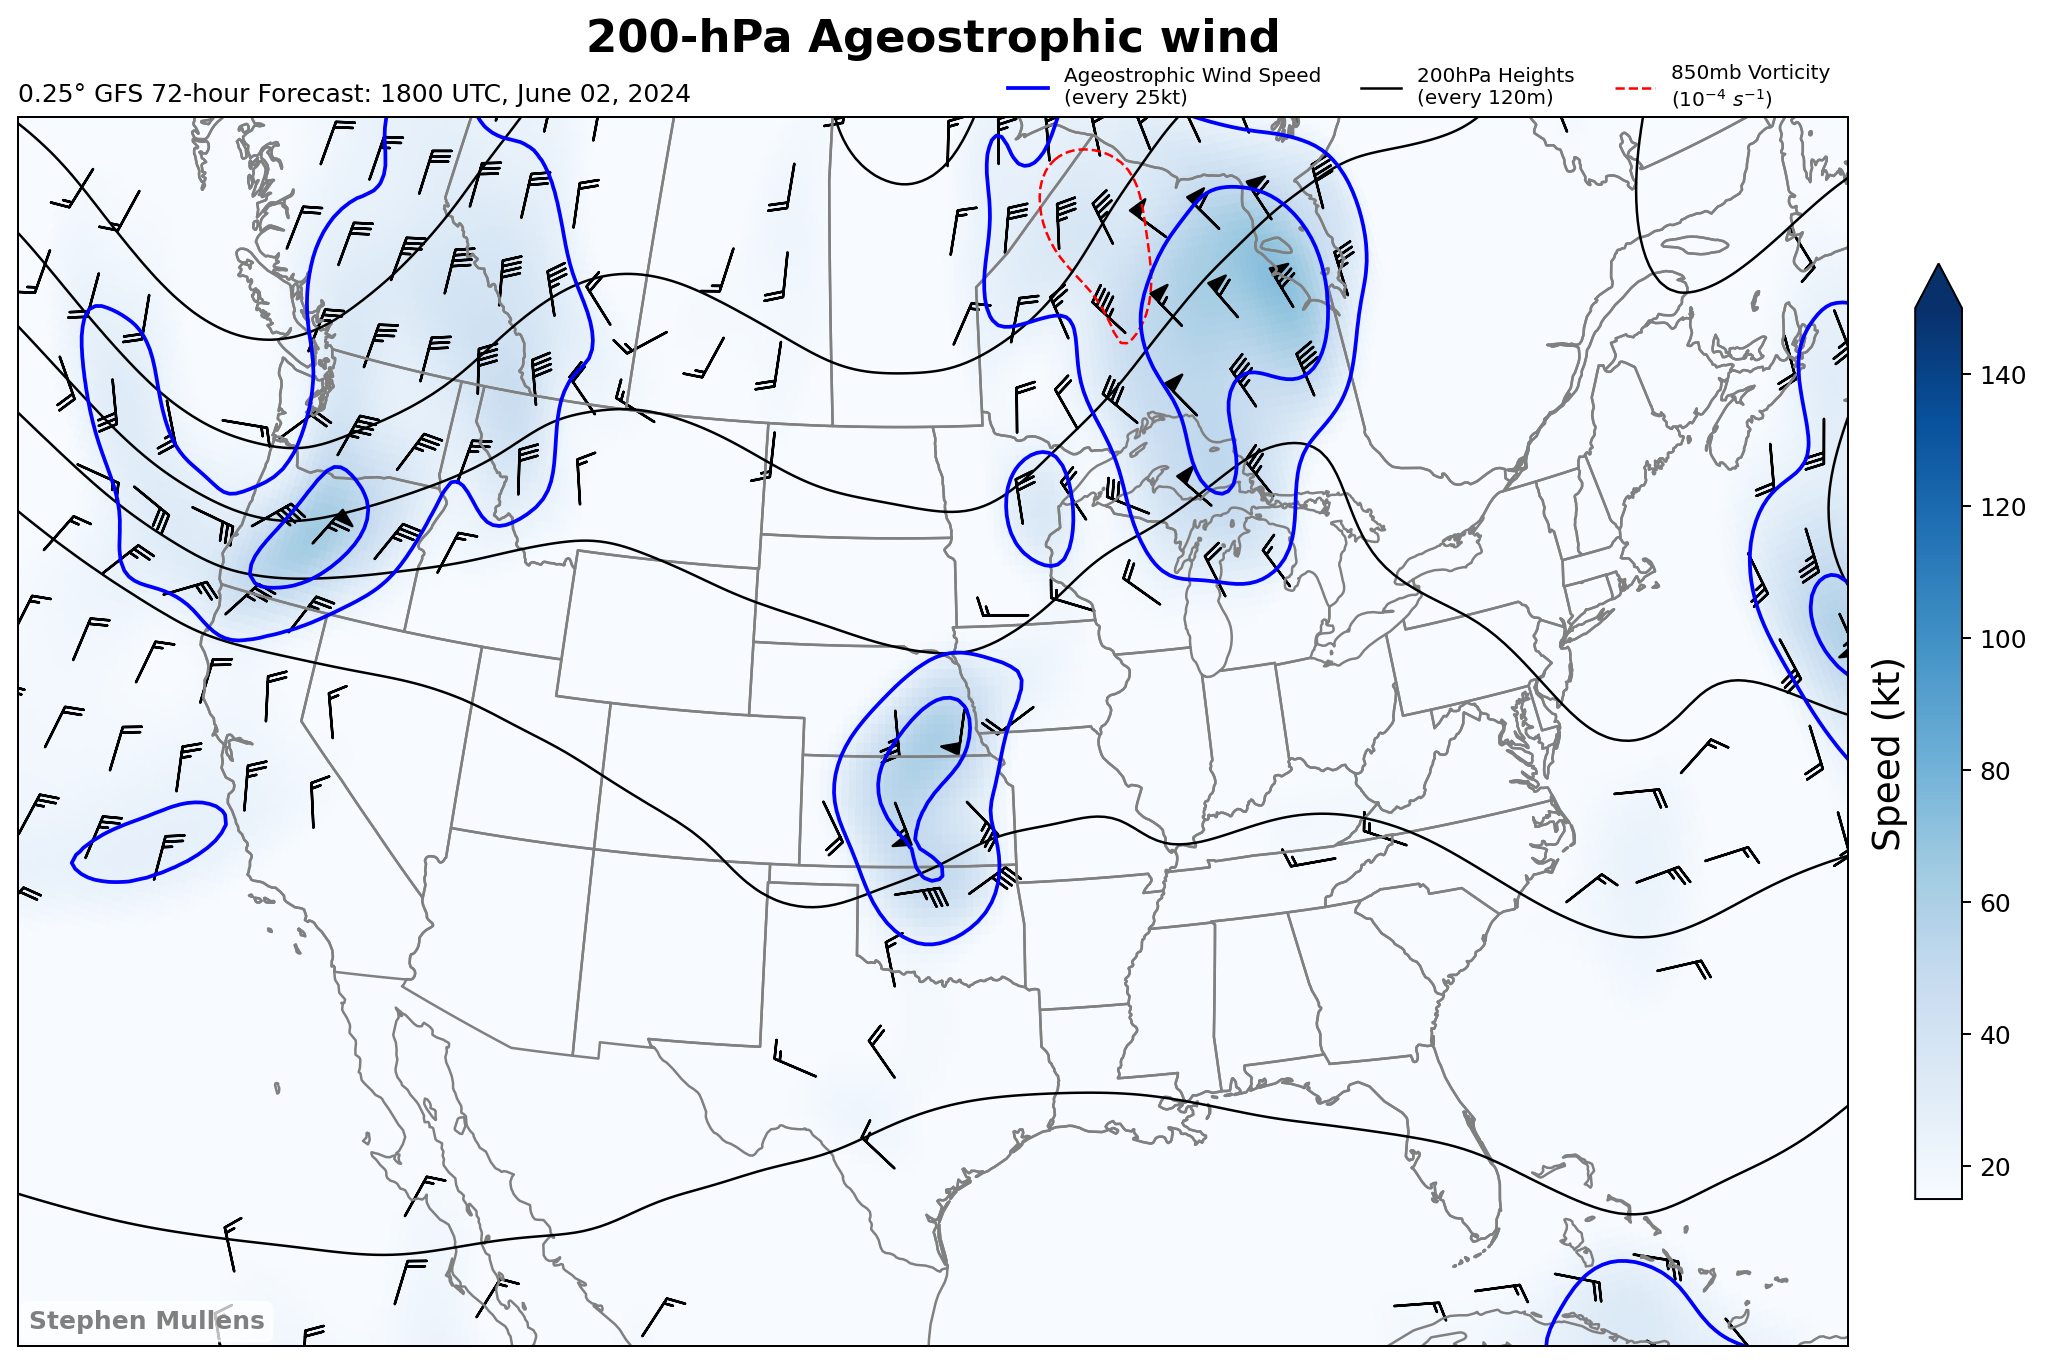 200-hPa Ageostrophic wind
0.25° GFS 72-hour Forecast: 1800 UTC, June 02, 2024
Ageostrophic Wind Speed
(every 25kt)
200hPa Heights
(every 120m)
850mb Vorticity
(10⁻⁴ s⁻¹)
140
120
100
80
60
40
20
Speed (kt)
Stephen Mullens